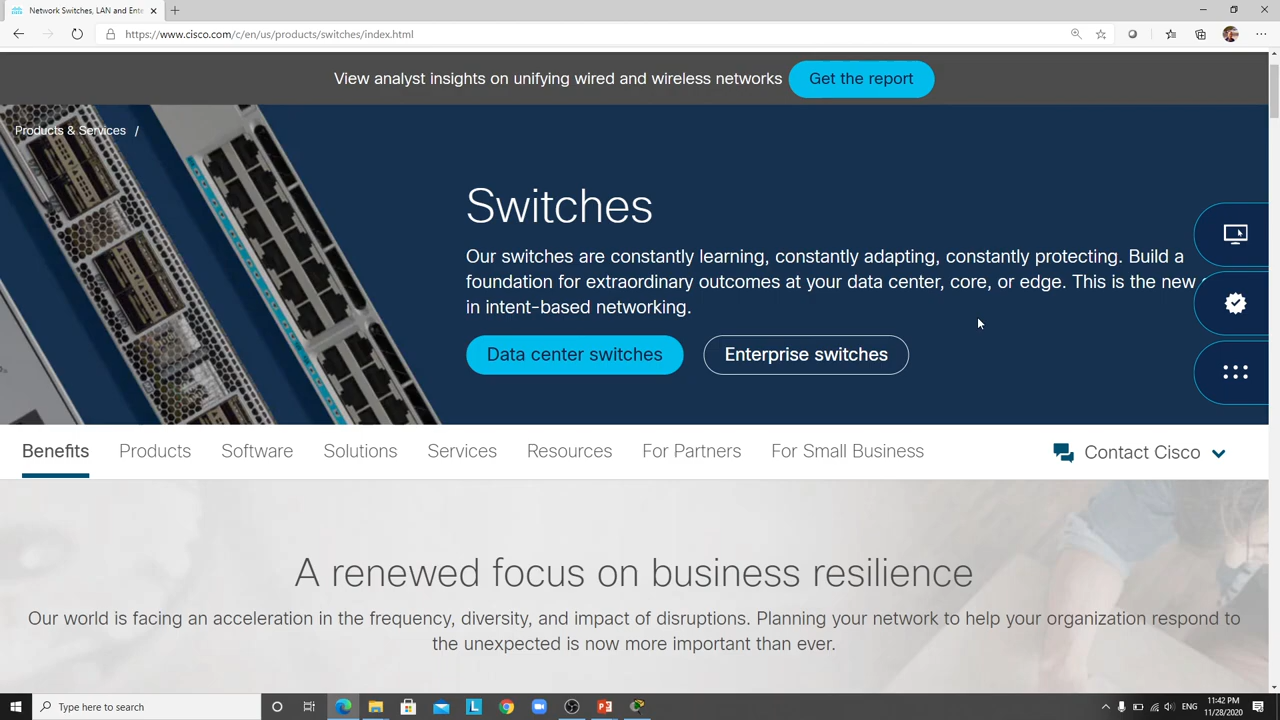 Network Switches, LAN and Ente
https://www.cisco.com/c/en/us/products/switches/index.html
View analyst insights on unifying wired and wireless networks
Get the report
Products & Services /
Switches
Our switches are constantly learning, constantly adapting, constantly protecting. Build a
foundation for extraordinary outcomes at your data center, core, or edge. This is the new
in intent-based networking.
Data center switches
Enterprise switches
Benefits Products Software Solutions Services Resources For Partners For Small Business
Contact Cisco
A renewed focus on business resilience
Our world is facing an acceleration in the frequency, diversity, and impact of disruptions. Planning your network to help your organization respond to
the unexpected is now more important than ever.
Type here to search
ENG
11:42 PM
11/28/2020